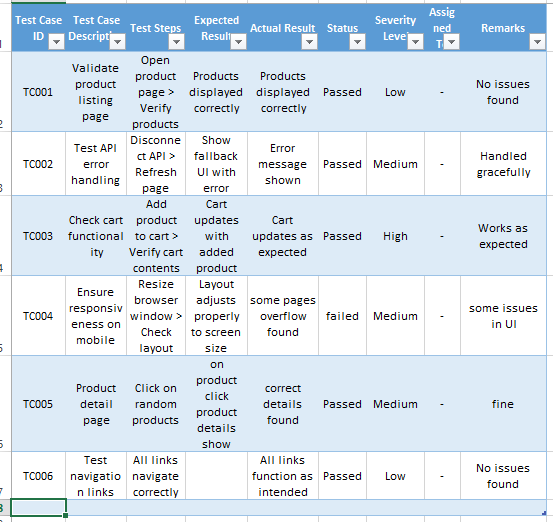 Test Case ID	Test Case Descripti	Test Steps	Expected Result	Actual Result	Status	Severity Level	Assigned T	Remarks
TC001	Validate product listing page	Open product page > Verify products	Products displayed correctly	Products displayed correctly	Passed	Low	-	No issues found
TC002	Test API error handling	Disconnect API > Refresh page	Show fallback UI with error	Error message shown	Passed	Medium	-	Handled gracefully
TC003	Check cart functionality	Add product to cart > Verify cart contents	Cart updates with added product	Cart updates as expected	Passed	High	-	Works as expected
TC004	Ensure responsiveness on mobile	Resize browser window > Check layout	Layout adjusts properly to screen size	some pages overflow found	failed	Medium	-	some issues in UI
TC005	Product detail page	Click on random products	on product click product details show	correct details found	Passed	Medium	-	fine
TC006	Test navigation links	All links navigate correctly		All links function as intended	Passed	Low	-	No issues found